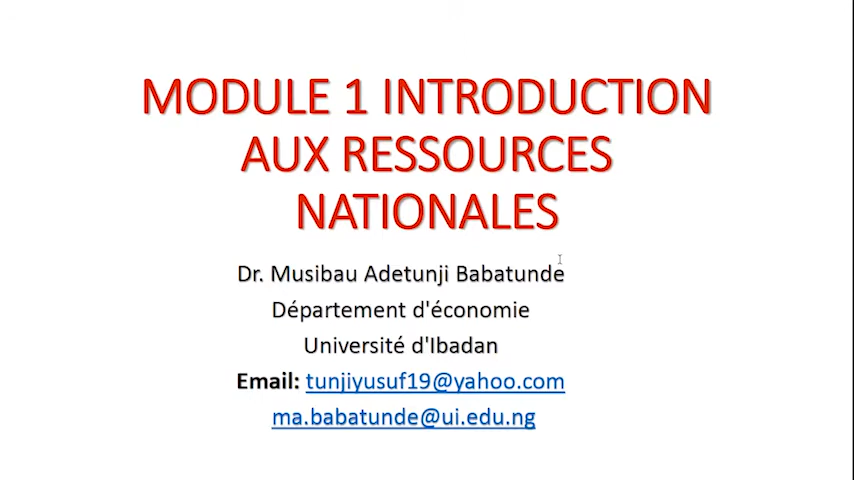 MODULE 1 INTRODUCTION
AUX RESSOURCES
NATIONALES
Dr. Musibau Adetunji Babatunde
Département d'économie
Université d'Ibadan
Email: tunjiyusuf19@yahoo.com
ma.babatunde@ui.edu.ng